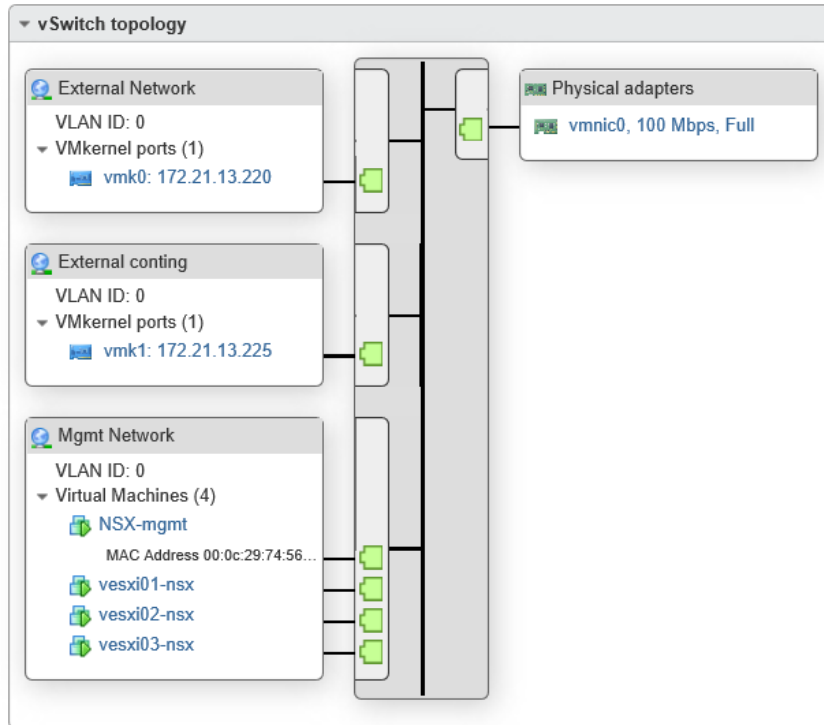 vSwitch topology
External Network
VLAN ID: 0
VMkernel ports (1)
vmk0: 172.21.13.220
External conting
VLAN ID: 0
VMkernel ports (1)
vmk1: 172.21.13.225
Mgmt Network
VLAN ID: 0
Virtual Machines (4)
NSX-mgmt
MAC Address 00:0c:29:74:56...
vesxi01-nsx
vesxi02-nsx
vesxi03-nsx
Physical adapters
vmnic0, 100 Mbps, Full